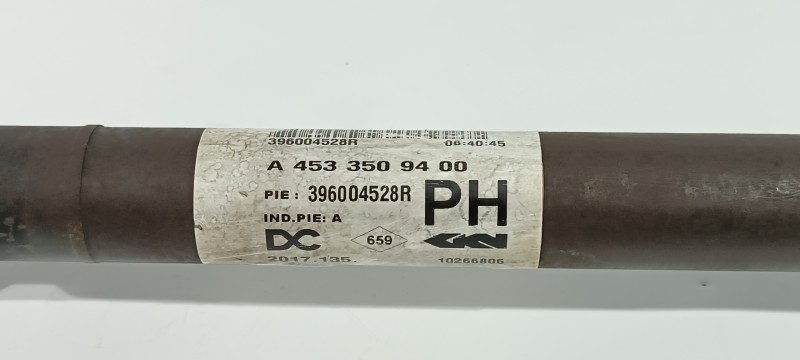 396004528R 06:40:45
A 453 350 94 00
PIE : 396004528R PH
IND.PIE: A
DC 659 GKN
2017.135. 10266806